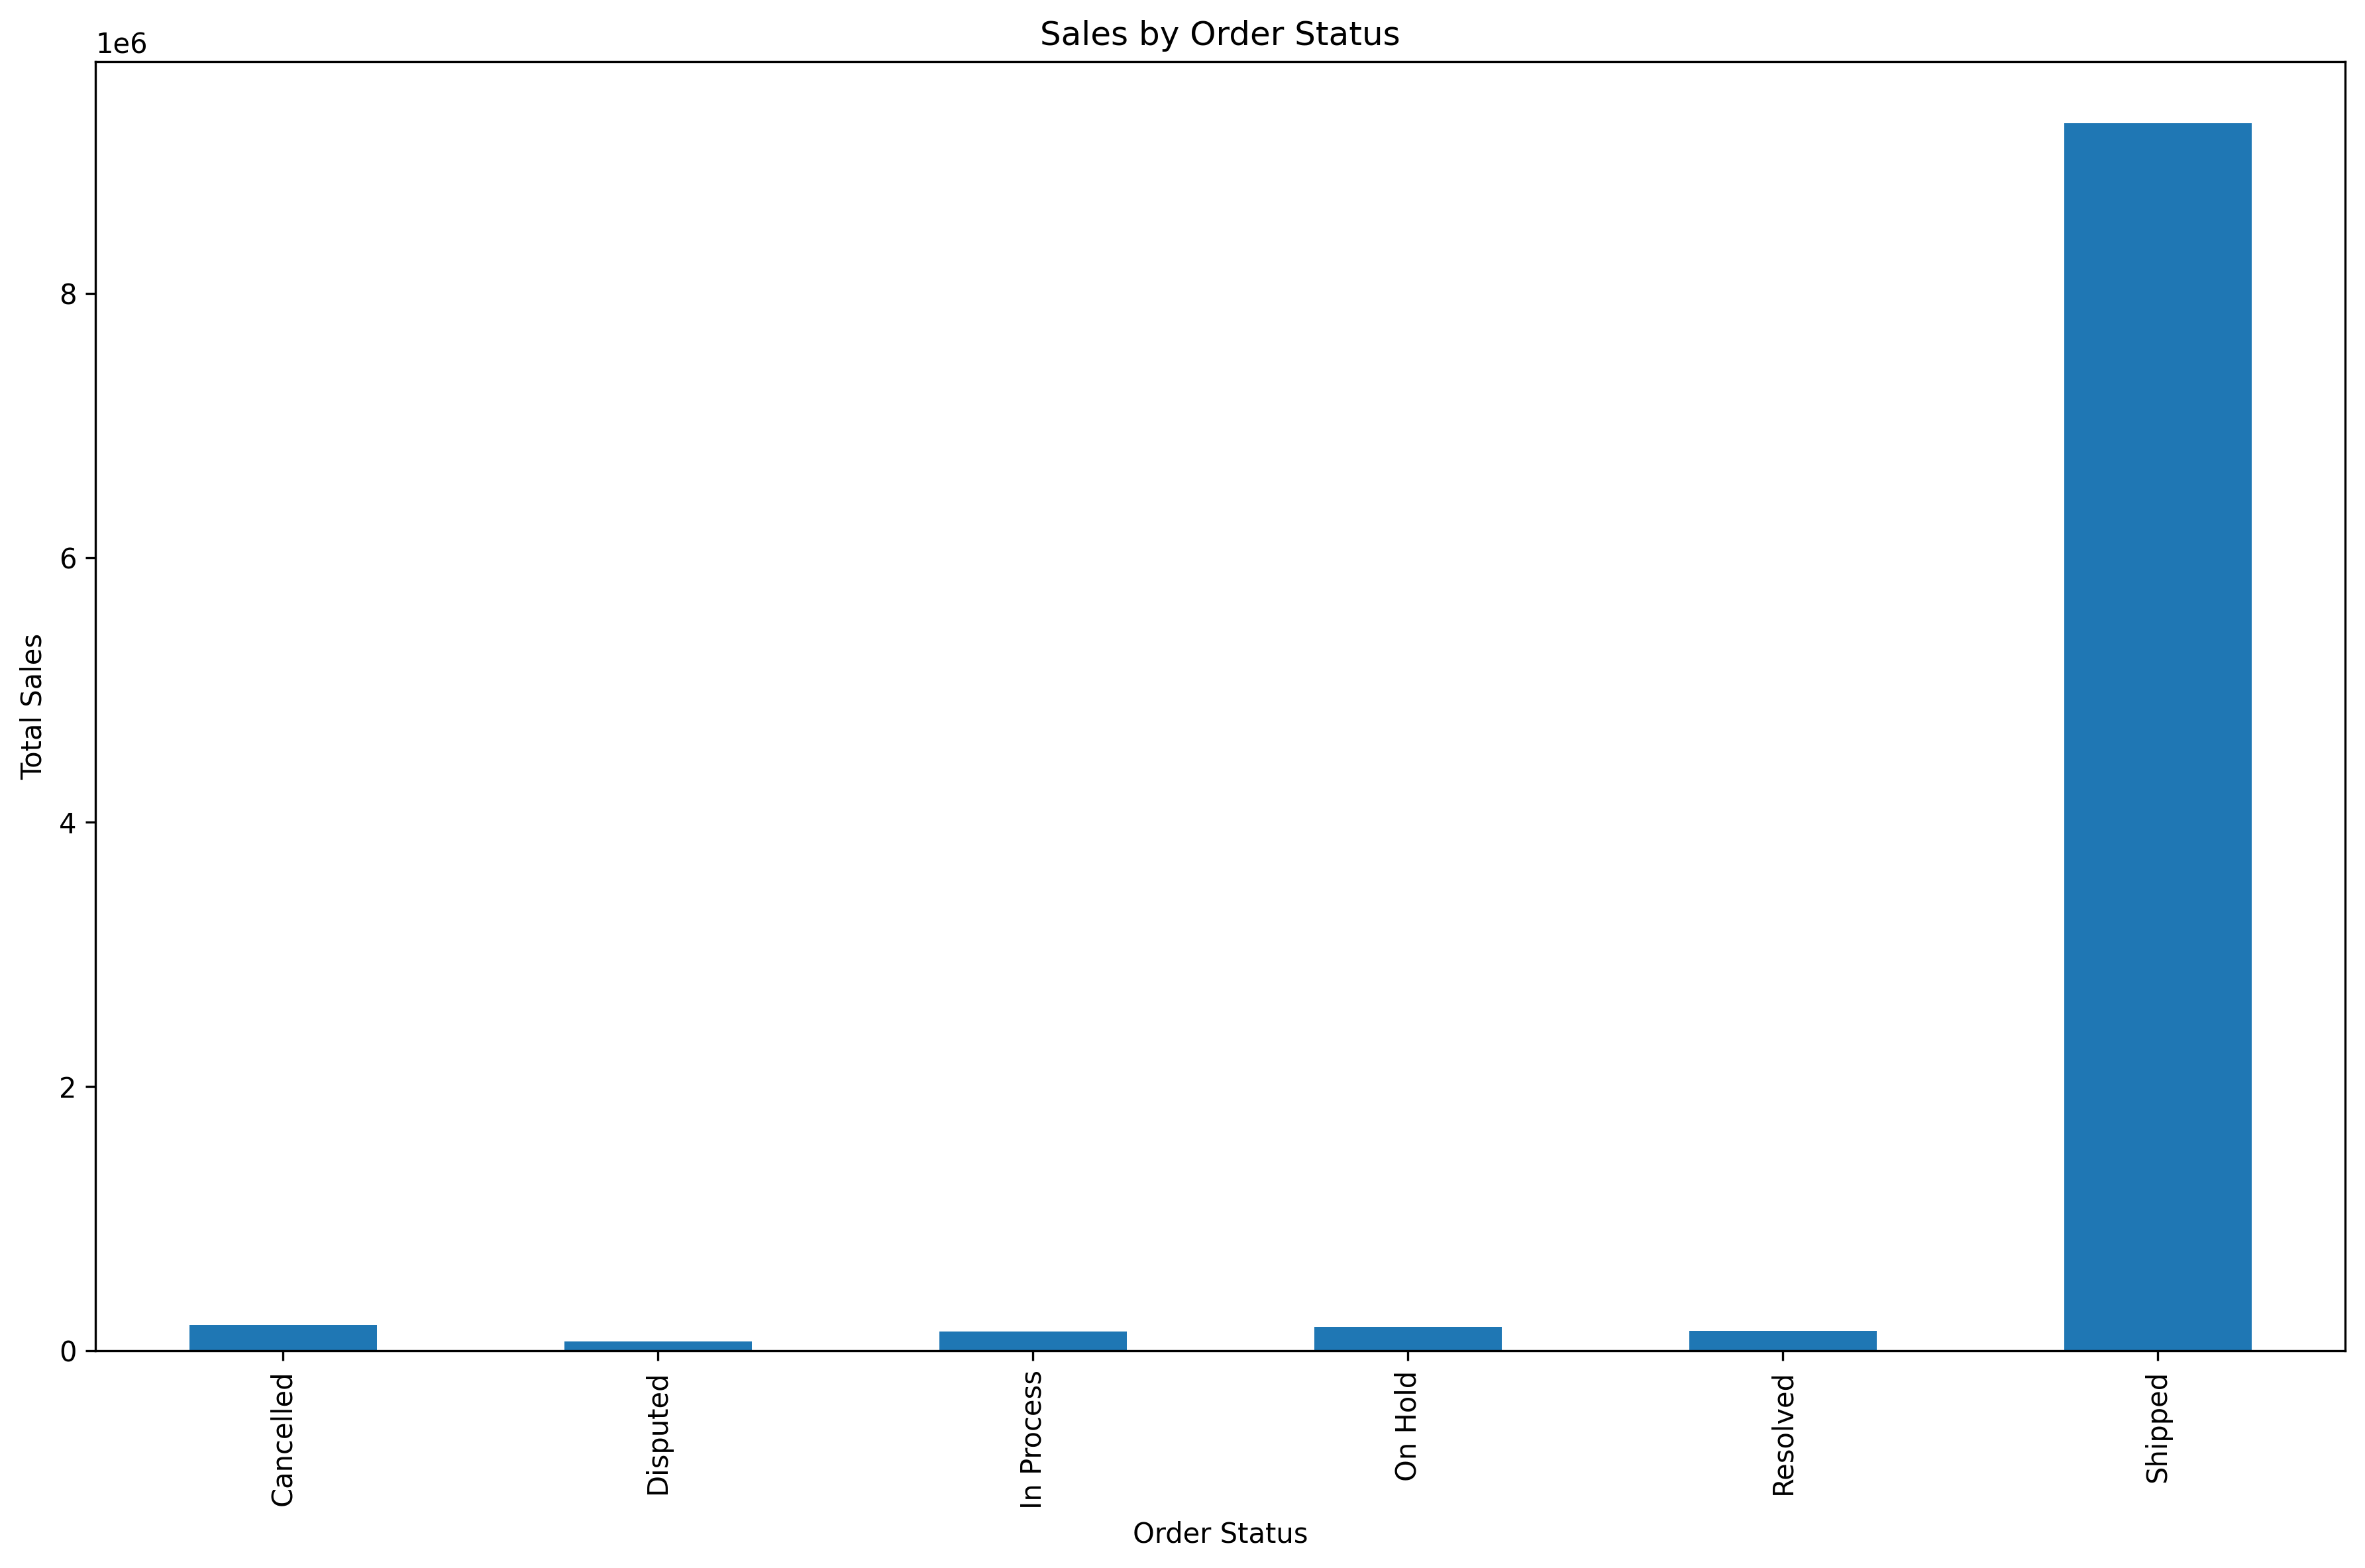 Sales by Order Status
1e6
8
6
4
2
0
Total Sales
Cancelled
Disputed
In Process
On Hold
Resolved
Shipped
Order Status